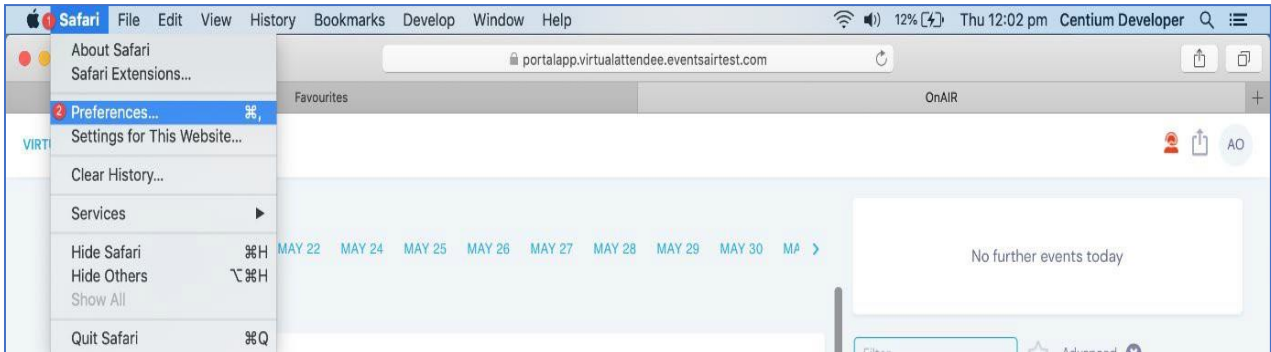 1 Safari File Edit View History Bookmarks Develop Window Help 12% Thu 12:02 pm Centium Developer
About Safari
portalapp.virtualattendee.eventsairtest.com
Safari Extensions...
Favourites OnAIR +
2 Preferences... ⌘,
Settings for This Website...
VIRT
AO
Clear History...
Services ▶
Hide Safari ⌘H
MAY 22 MAY 24 MAY 25 MAY 26 MAY 27 MAY 28 MAY 29 MAY 30 MA >
No further events today
Hide Others ⌥⌘H
Show All
Quit Safari ⌘Q
Filter Advanced